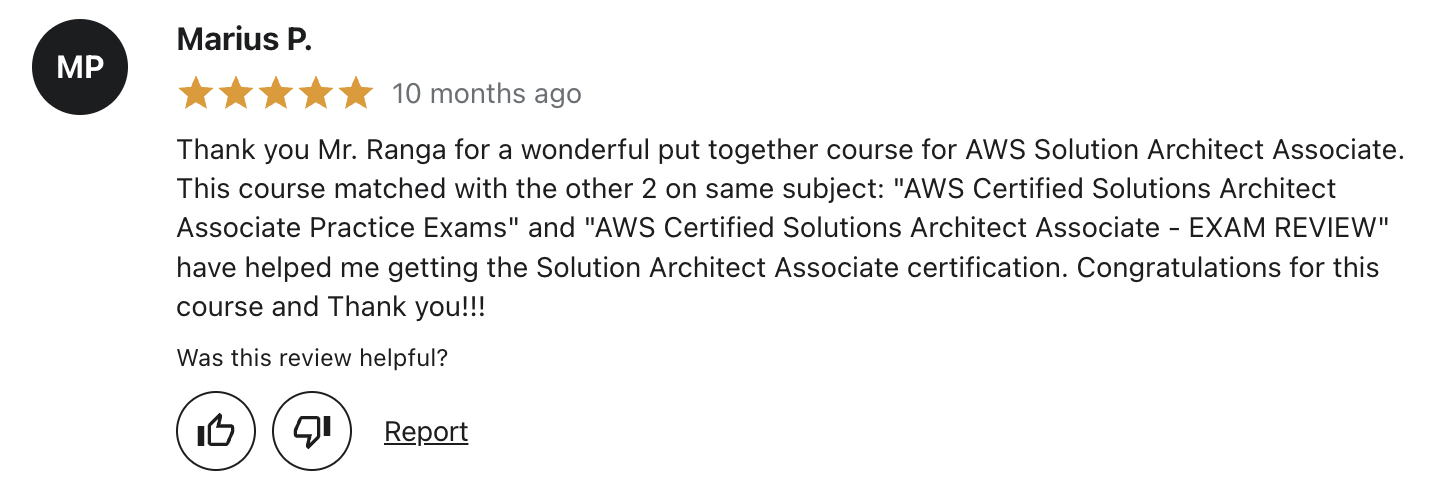 MP
Marius P.
10 months ago
Thank you Mr. Ranga for a wonderful put together course for AWS Solution Architect Associate.
This course matched with the other 2 on same subject: "AWS Certified Solutions Architect
Associate Practice Exams" and "AWS Certified Solutions Architect Associate - EXAM REVIEW"
have helped me getting the Solution Architect Associate certification. Congratulations for this
course and Thank you!!!
Was this review helpful?
Report